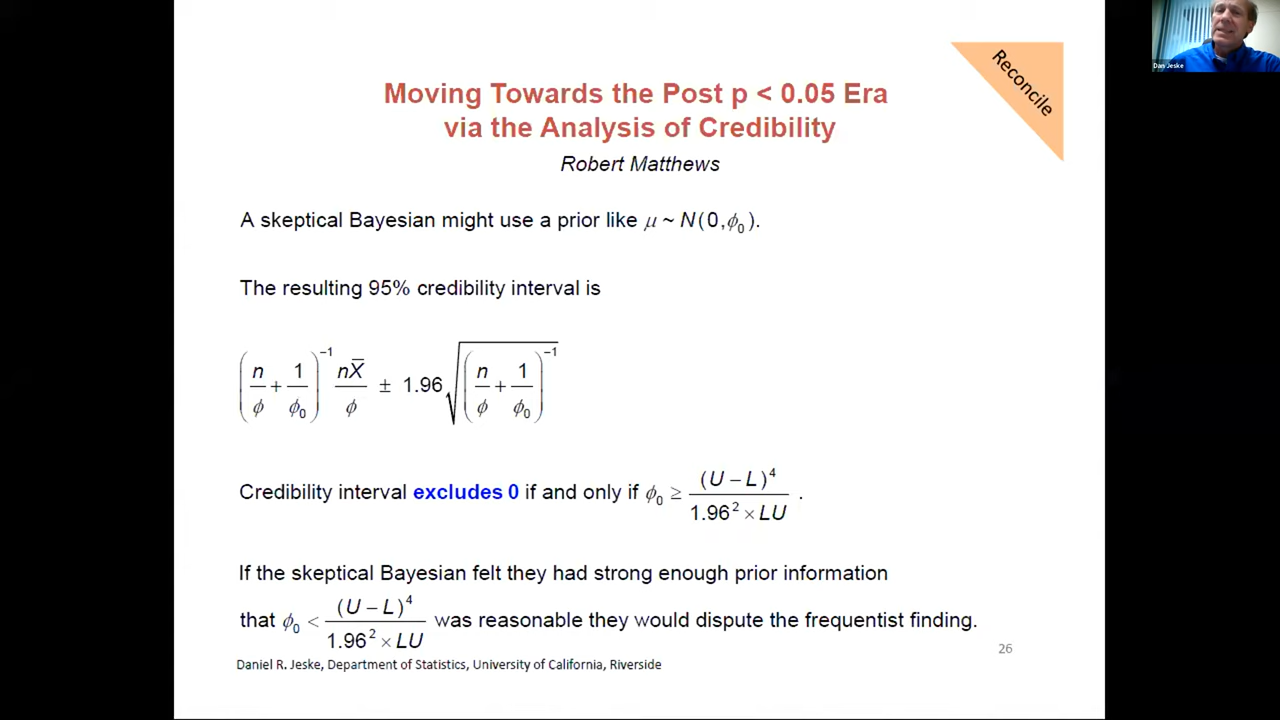 Dan Jeske
Reconcile
Moving Towards the Post p < 0.05 Era
via the Analysis of Credibility
Robert Matthews
A skeptical Bayesian might use a prior like μ ~ N(0,ϕ₀).
The resulting 95% credibility interval is
(n/ϕ + 1/ϕ₀)⁻¹ nX̄/ϕ ± 1.96 √(n/ϕ + 1/ϕ₀)⁻¹
Credibility interval excludes 0 if and only if ϕ₀ ≥ (U − L)⁴ / 1.96² × LU .
If the skeptical Bayesian felt they had strong enough prior information
that ϕ₀ < (U − L)⁴ / 1.96² × LU was reasonable they would dispute the frequentist finding.
26
Daniel R. Jeske, Department of Statistics, University of California, Riverside